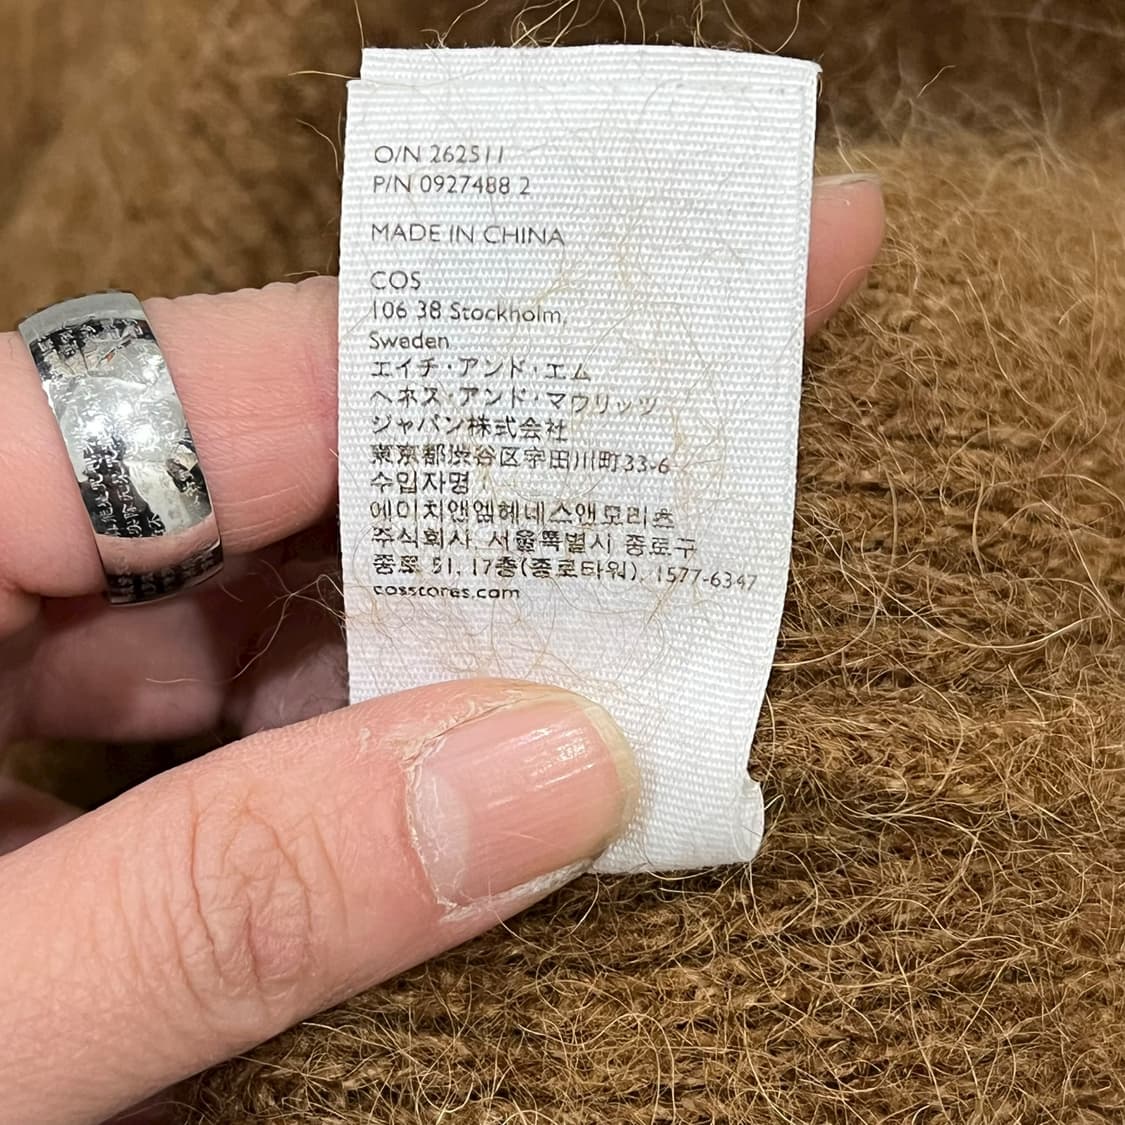 O/N 262511
P/N 0927488 2
MADE IN CHINA
COS
106 38 Stockholm,
Sweden
エイチ・アンド・エム
ヘネス・アンド・マウリッツ
ジャパン株式会社
東京都渋谷区宇田川町33-6
수입자명
에이치앤엠헤네스앤모리츠
주식회사, 서울특별시 종로구
종로 51, 17층(종로타워), 1577-6347
cosstores.com